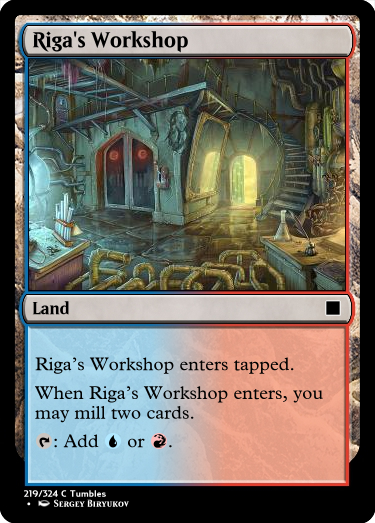 Riga's Workshop
Land
Riga's Workshop enters tapped.
When Riga's Workshop enters, you
may mill two cards.
: Add or .
219/324 C Tumbles
• Sergey Biryukov